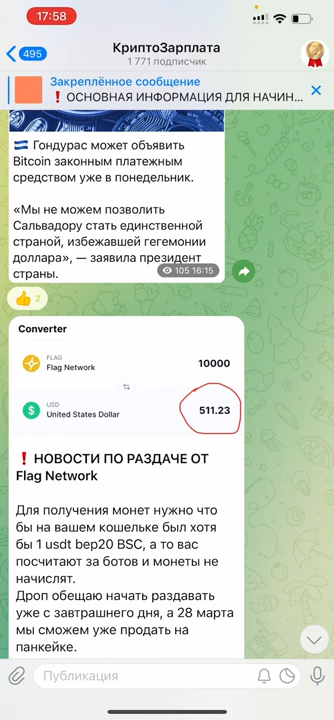 17:58
495
КриптоЗарплата
1 771 подписчик
Закреплённое сообщение
❗ ОСНОВНАЯ ИНФОРМАЦИЯ ДЛЯ НАЧИН...
🇭🇳 Гондурас может объявить
Bitcoin законным платежным
средством уже в понедельник.
«Мы не можем позволить
Сальвадору стать единственной
страной, избежавшей гегемонии
доллара», — заявила президент
страны.
105 16:15
👍 2
Converter
FLAG
Flag Network
10000
USD
United States Dollar
511.23
❗ НОВОСТИ ПО РАЗДАЧЕ ОТ
Flag Network
Для получения монет нужно что
бы на вашем кошельке был хотя
бы 1 usdt bep20 BSC, а то вас
посчитают за ботов и монеты не
начислят.
Дроп обещают начать раздавать
уже с завтрашнего дня, а 28 марта
мы сможем уже продать на
панкейке.
Публикация